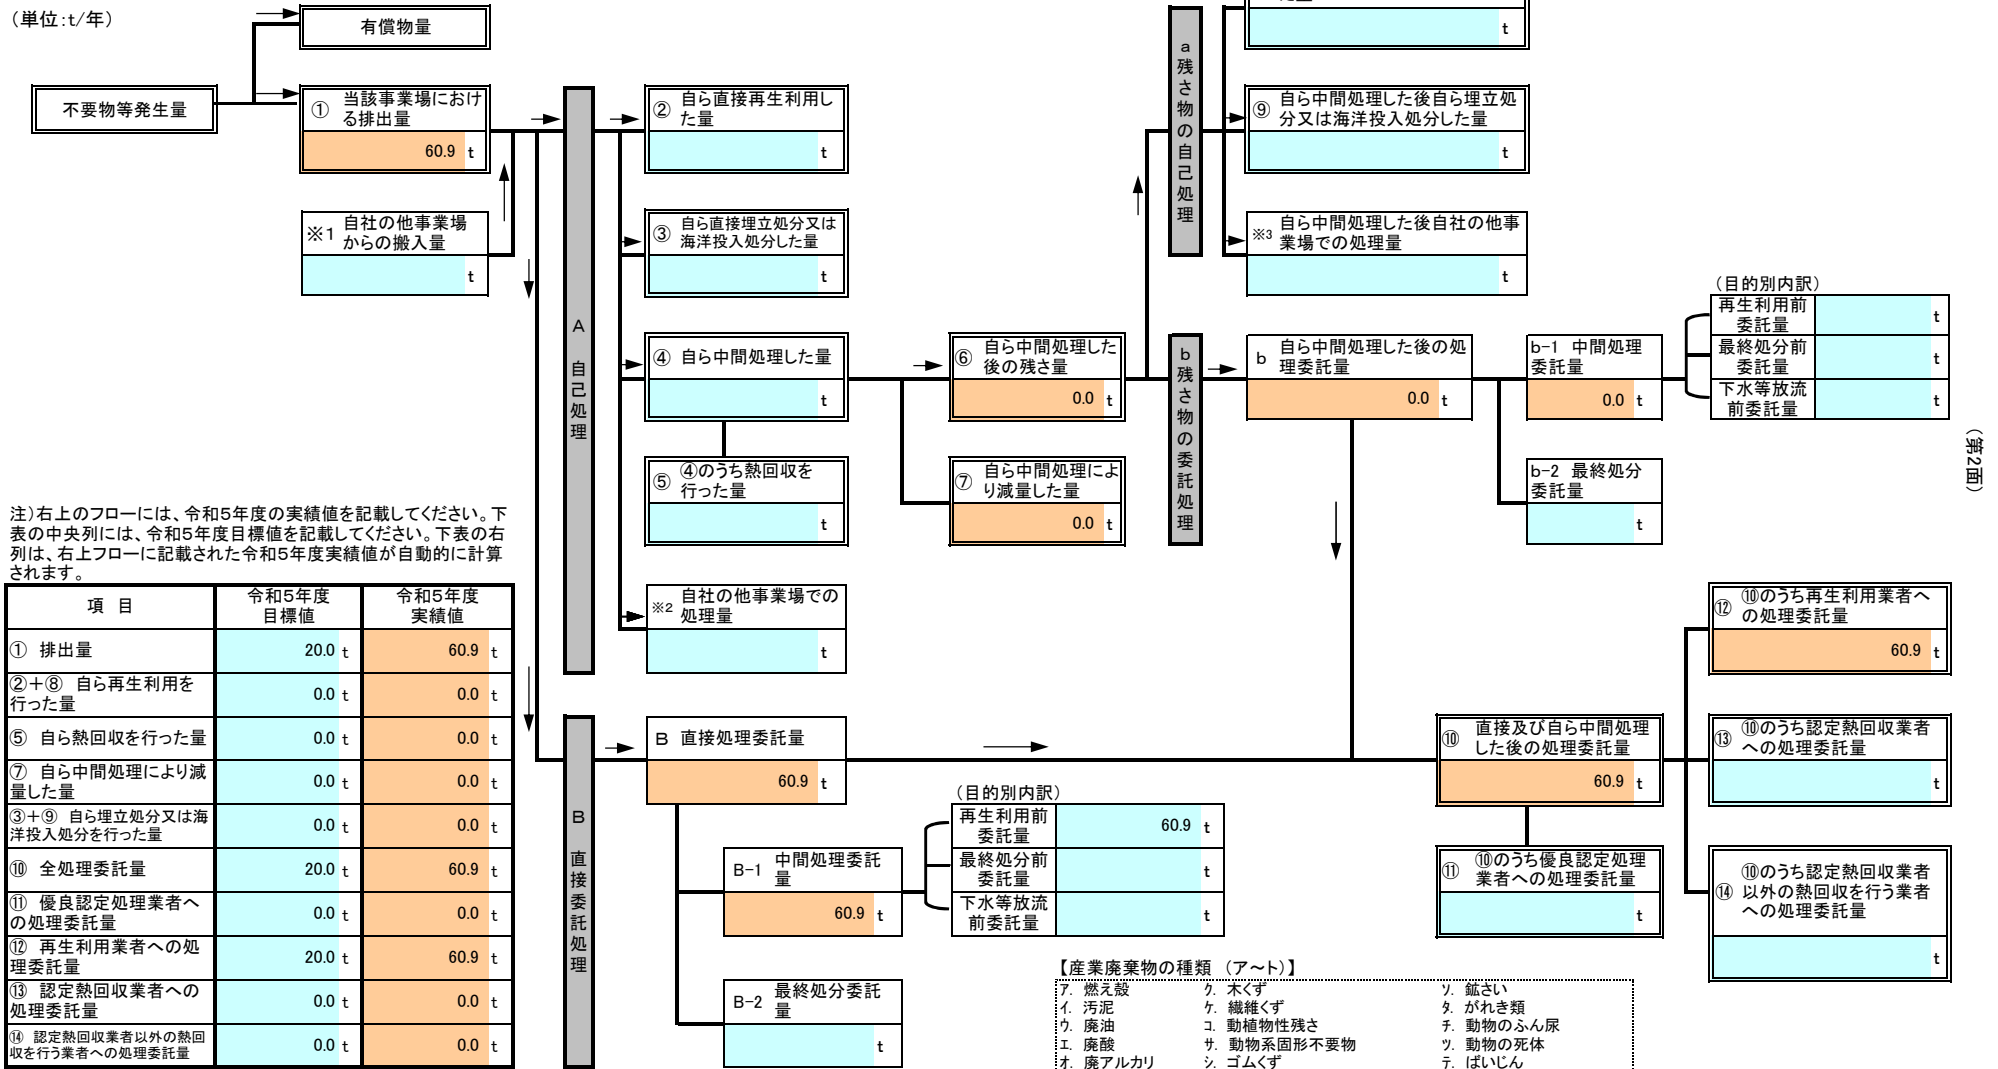 (単位:t/年)
有償物量
不要物等発生量
① 当該事業場におけ
る排出量
60.9 t
※1 自社の他事業場
からの搬入量
t
A 自己処理
② 自ら直接再生利用し
た量
t
③ 自ら直接埋立処分又は
海洋投入処分した量
t
④ 自ら中間処理した量
t
⑤ ④のうち熱回収を
行った量
t
※2 自社の他事業場での
処理量
t
⑥ 自ら中間処理した
後の残さ量
0.0 t
⑦ 自ら中間処理によ
り減量した量
0.0 t
a 残さ物の自己処理
t
⑨ 自ら中間処理した後自ら埋立処
分又は海洋投入処分した量
t
※3 自ら中間処理した後自社の他事
業場での処理量
t
b 残さ物の委託処理
b 自ら中間処理した後の処
理委託量
0.0 t
b-1 中間処理
委託量
0.0 t
(目的別内訳)
再生利用前
委託量
t
最終処分前
委託量
t
下水等放流
前委託量
t
b-2 最終処分
委託量
t
(第2面)
注)右上のフローには、令和5年度の実績値を記載してください。下
表の中央列には、令和5年度目標値を記載してください。下表の右
列は、右上フローに記載された令和5年度実績値が自動的に計算
されます。
項 目 令和5年度
目標値 令和5年度
実績値
① 排出量 20.0 t 60.9 t
②+⑧ 自ら再生利用を
行った量 0.0 t 0.0 t
⑤ 自ら熱回収を行った量 0.0 t 0.0 t
⑦ 自ら中間処理により減
量した量 0.0 t 0.0 t
③+⑨ 自ら埋立処分又は海
洋投入処分を行った量 0.0 t 0.0 t
⑩ 全処理委託量 20.0 t 60.9 t
⑪ 優良認定処理業者へ
の処理委託量 0.0 t 0.0 t
⑫ 再生利用業者への処
理委託量 20.0 t 60.9 t
⑬ 認定熱回収業者への
処理委託量 0.0 t 0.0 t
⑭ 認定熱回収業者以外の熱回
収を行う業者への処理委託量 0.0 t 0.0 t
B 直接委託処理
B 直接処理委託量
60.9 t
B-1 中間処理委託
量
60.9 t
(目的別内訳)
再生利用前
委託量
60.9 t
最終処分前
委託量
t
下水等放流
前委託量
t
B-2 最終処分委託
量
t
⑩ 直接及び自ら中間処理
した後の処理委託量
60.9 t
⑪ ⑩のうち優良認定処理
業者への処理委託量
t
⑫ ⑩のうち再生利用業者へ
の処理委託量
60.9 t
⑬ ⑩のうち認定熱回収業者
への処理委託量
t
⑭ ⑩のうち認定熱回収業者
以外の熱回収を行う業者
への処理委託量
t
【産業廃棄物の種類 (ア~ト)】
ア. 燃え殻 ク. 木くず ソ. 鉱さい
イ. 汚泥 ケ. 繊維くず タ. がれき類
ウ. 廃油 コ. 動植物性残さ チ. 動物のふん尿
エ. 廃酸 サ. 動物系固形不要物 ツ. 動物の死体
オ. 廃アルカリ シ. ゴムくず テ. ばいじん